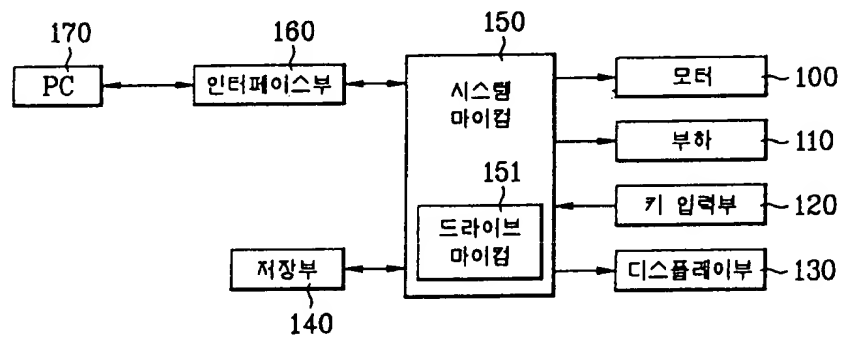 170
PC
160
인터페이스부
150
시스템
마이컴
151
드라이브
마이컴
저장부
140
모터
100
부하
110
키 입력부
120
디스플레이부
130